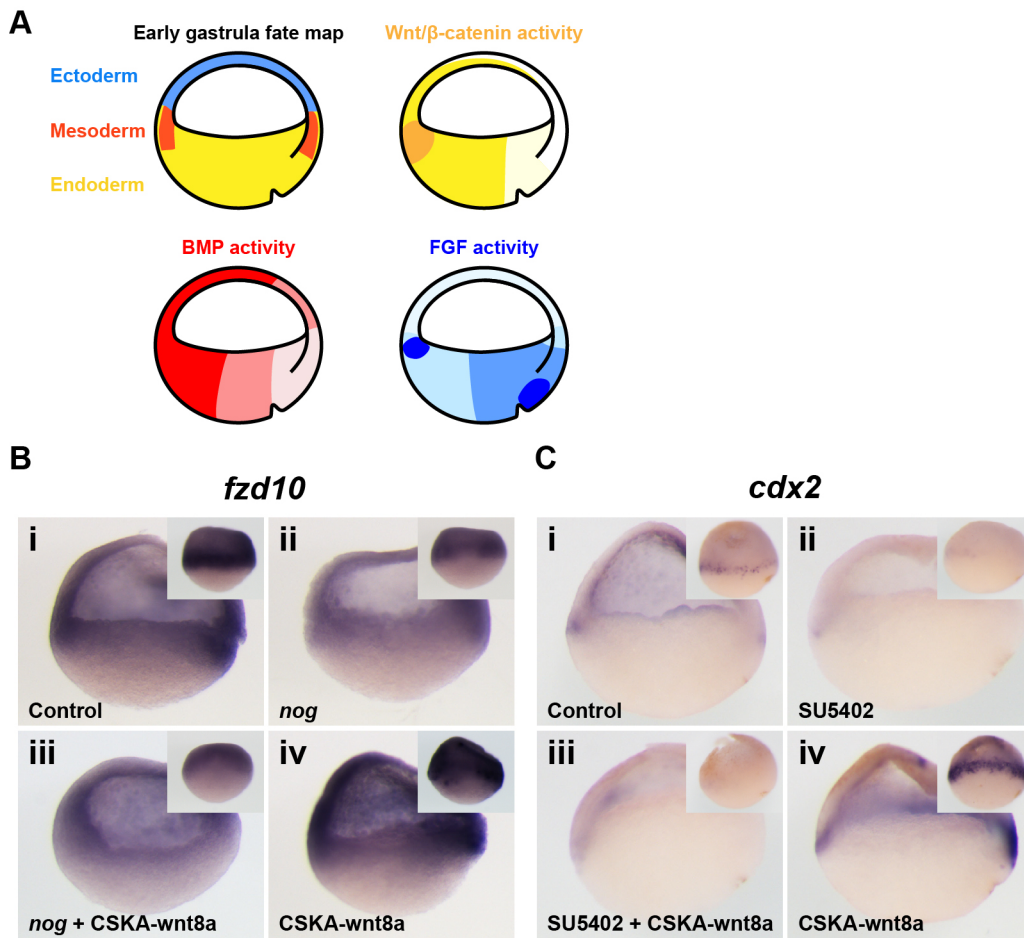 A
Early gastrula fate map
Wnt/β-catenin activity
Ectoderm
Mesoderm
Endoderm
BMP activity
FGF activity
B
C
fzd10
cdx2
i
ii
i
ii
Control
nog
Control
SU5402
iii
iv
iii
iv
nog + CSKA-wnt8a
CSKA-wnt8a
SU5402 + CSKA-wnt8a
CSKA-wnt8a